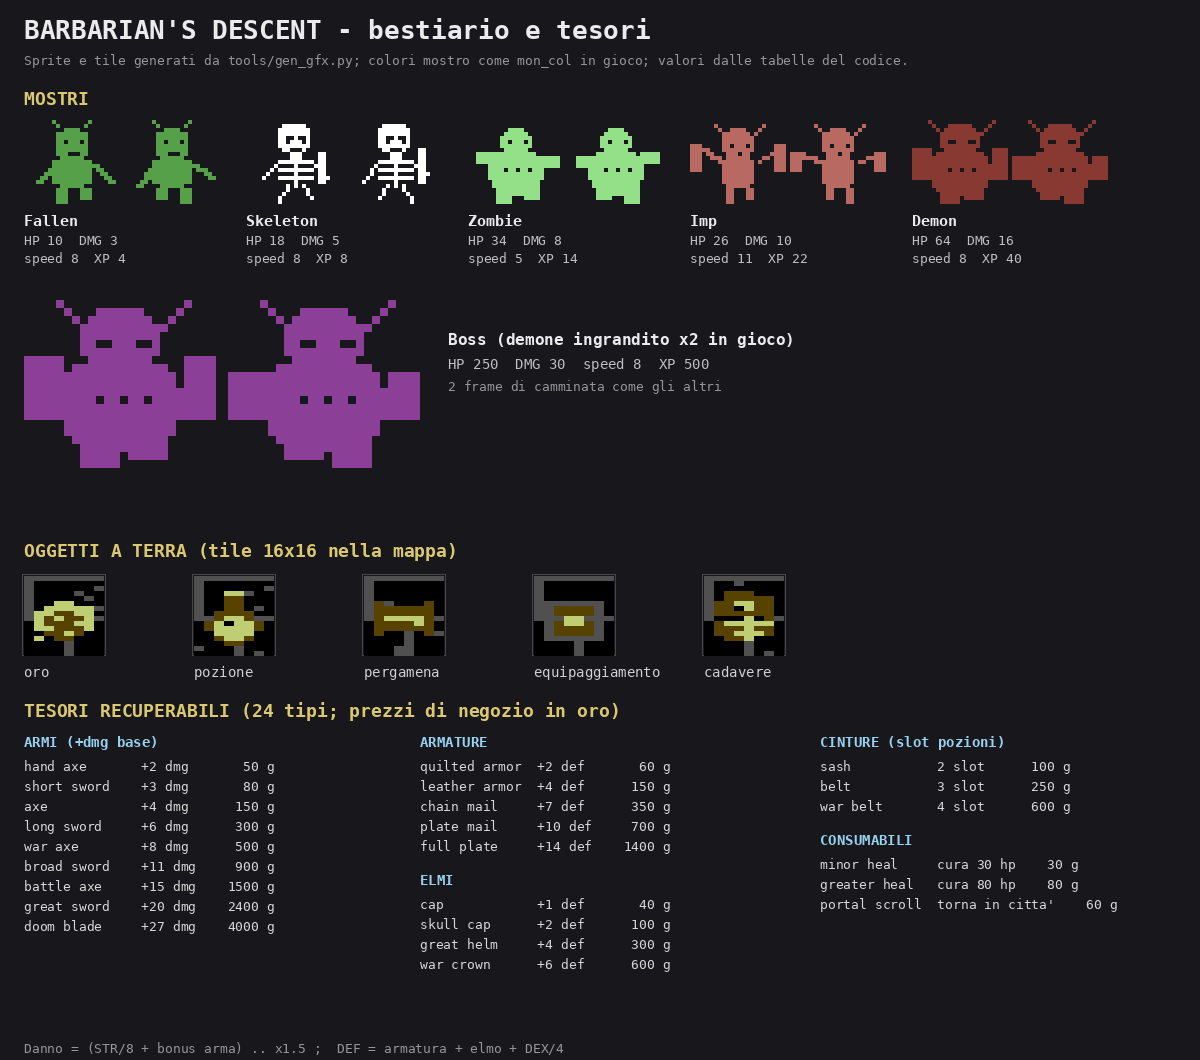 BARBARIAN'S DESCENT - bestiario e tesori
Sprite e tile generati da tools/gen_gfx.py; colori mostro come mon_col in gioco; valori dalle tabelle del codice.
MOSTRI
Fallen
HP 10 DMG 3
speed 8 XP 4
Skeleton
HP 18 DMG 5
speed 8 XP 8
Zombie
HP 34 DMG 8
speed 5 XP 14
Imp
HP 26 DMG 10
speed 11 XP 22
Demon
HP 64 DMG 16
speed 8 XP 40
Boss (demone ingrandito x2 in gioco)
HP 250 DMG 30 speed 8 XP 500
2 frame di camminata come gli altri
OGGETTI A TERRA (tile 16x16 nella mappa)
oro
pozione
pergamena
equipaggiamento
cadavere
TESORI RECUPERABILI (24 tipi; prezzi di negozio in oro)
ARMI (+dmg base)
hand axe +2 dmg 50 g
short sword +3 dmg 80 g
axe +4 dmg 150 g
long sword +6 dmg 300 g
war axe +8 dmg 500 g
broad sword +11 dmg 900 g
battle axe +15 dmg 1500 g
great sword +20 dmg 2400 g
doom blade +27 dmg 4000 g
ARMATURE
quilted armor +2 def 60 g
leather armor +4 def 150 g
chain mail +7 def 350 g
plate mail +10 def 700 g
full plate +14 def 1400 g
ELMI
cap +1 def 40 g
skull cap +2 def 100 g
great helm +4 def 300 g
war crown +6 def 600 g
CINTURE (slot pozioni)
sash 2 slot 100 g
belt 3 slot 250 g
war belt 4 slot 600 g
CONSUMABILI
minor heal cura 30 hp 30 g
greater heal cura 80 hp 80 g
portal scroll torna in citta' 60 g
Danno = (STR/8 + bonus arma) .. x1.5 ; DEF = armatura + elmo + DEX/4